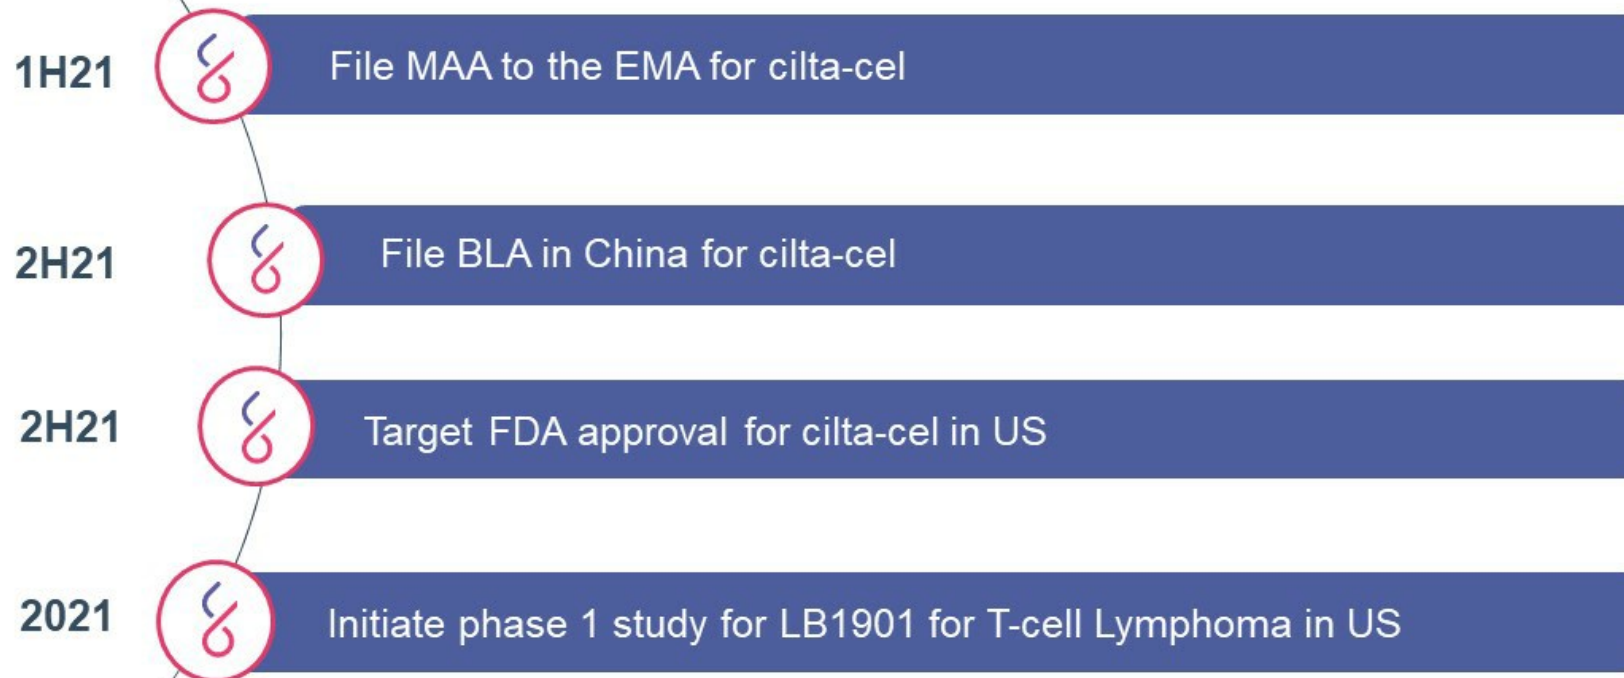 1H21 File MAA to the EMA for cilta-cel
2H21 File BLA in China for cilta-cel
2H21 Target FDA approval for cilta-cel in US
2021 Initiate phase 1 study for LB1901 for T-cell Lymphoma in US